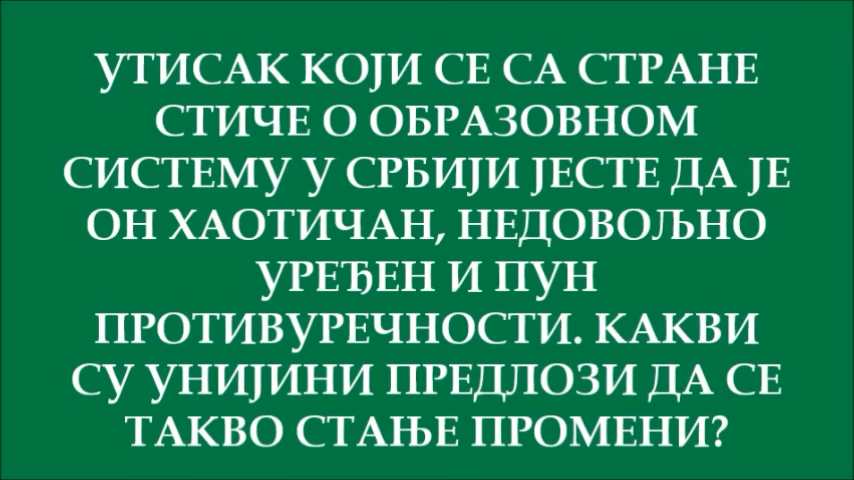 УТИСАК КОЈИ СЕ СА СТРАНЕ
СТИЧЕ О ОБРАЗОВНОМ
СИСТЕМУ У СРБИЈИ ЈЕСТЕ ДА ЈЕ
ОН ХАОТИЧАН, НЕДОВОЉНО
УРЕЂЕН И ПУН
ПРОТИВУРЕЧНОСТИ. КАКВИ
СУ УНИЈИНИ ПРЕДЛОЗИ ДА СЕ
ТАКВО СТАЊЕ ПРОМЕНИ?